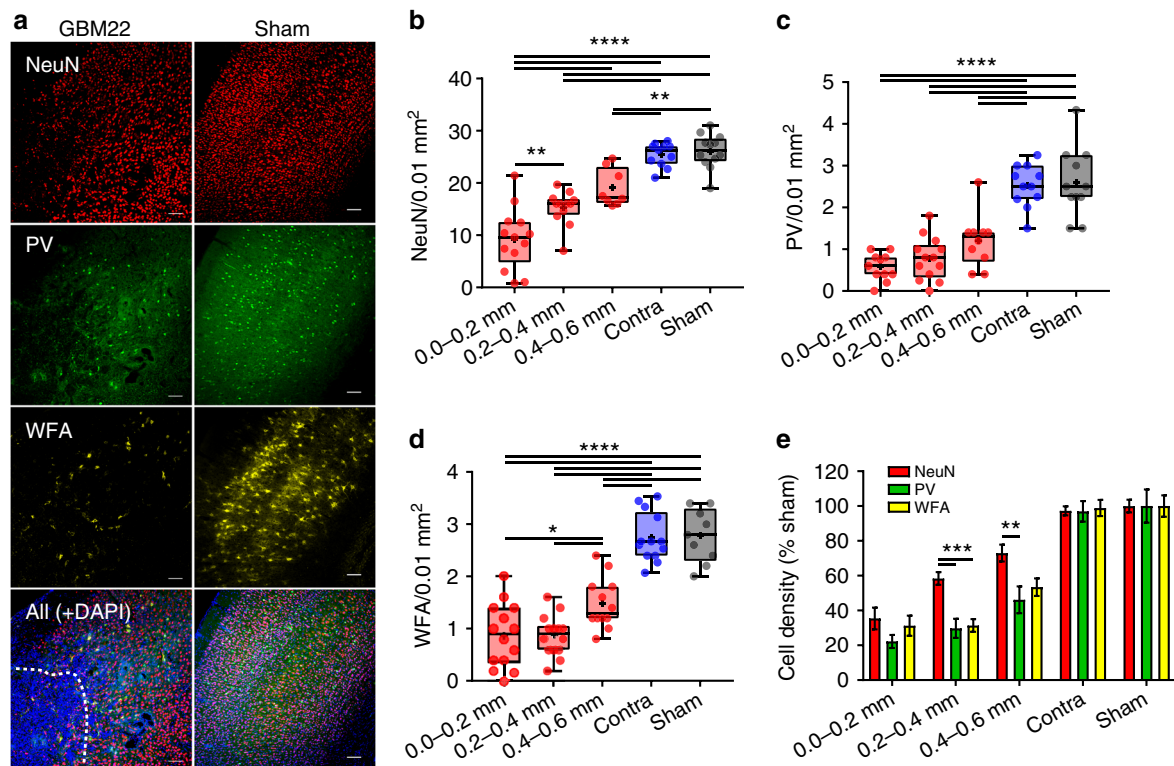 a
GBM22 Sham
NeuN
PV
WFA
All (+DAPI)
b
NeuN/0.01 mm²
40
30
20
10
0
****
**
**
0.0–0.2 mm
0.2–0.4 mm
0.4–0.6 mm
Contra
Sham
c
PV/0.01 mm²
5
4
3
2
1
0
****
0.0–0.2 mm
0.2–0.4 mm
0.4–0.6 mm
Contra
Sham
d
WFA/0.01 mm²
4
3
2
1
0
****
*
0.0–0.2 mm
0.2–0.4 mm
0.4–0.6 mm
Contra
Sham
e
Cell density (% sham)
120
100
80
60
40
20
0
NeuN
PV
WFA
***
**
0.0–0.2 mm
0.2–0.4 mm
0.4–0.6 mm
Contra
Sham